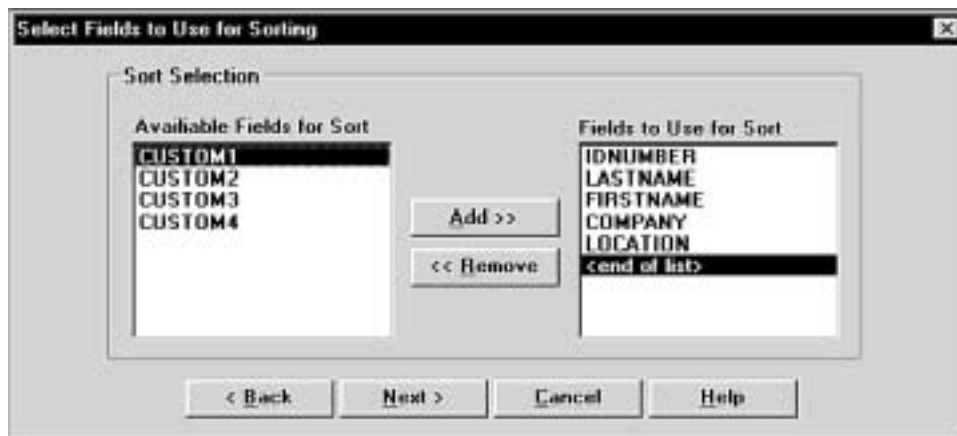 Select Fields to Use for Sorting
Sort Selection
Availiable Fields for Sort
CUSTOM1
CUSTOM2
CUSTOM3
CUSTOM4
Add >>
<< Remove
Fields to Use for Sort
IDNUMBER
LASTNAME
FIRSTNAME
COMPANY
LOCATION
<end of list>
< Back
Next >
Cancel
Help